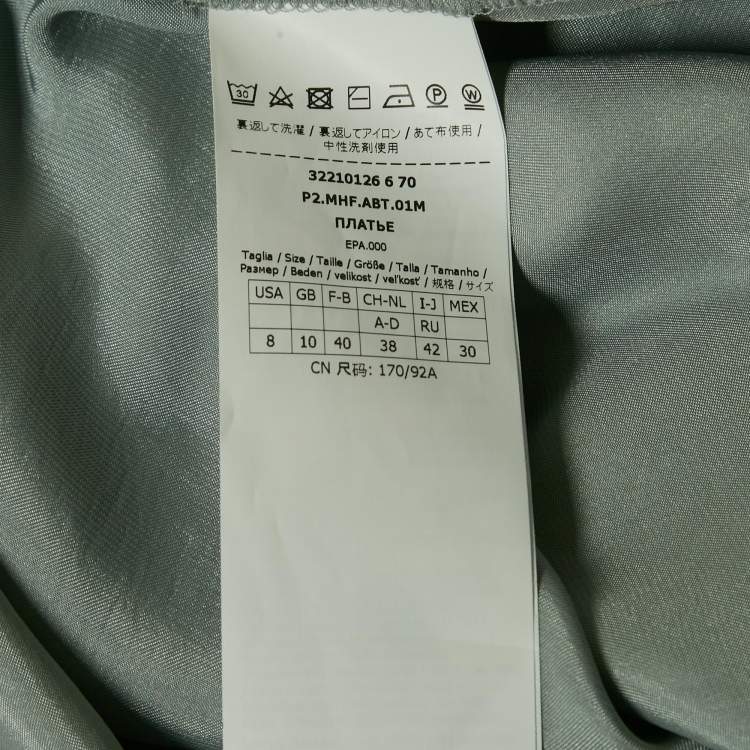 30 P W
裏返して洗濯 / 裏返してアイロン / あて布使用 /
中性洗剤使用
32210126 6 70
P2.MHF.ABT.01M
ПЛАТЬЕ
EPA.000
Taglia / Size / Taille / Größe / Talla / Tamanho /
Размер / Beden / velikost / veľkosť / 规格 / サイズ
USA GB F-B CH-NL I-J MEX
A-D RU
8 10 40 38 42 30
CN 尺码: 170/92A